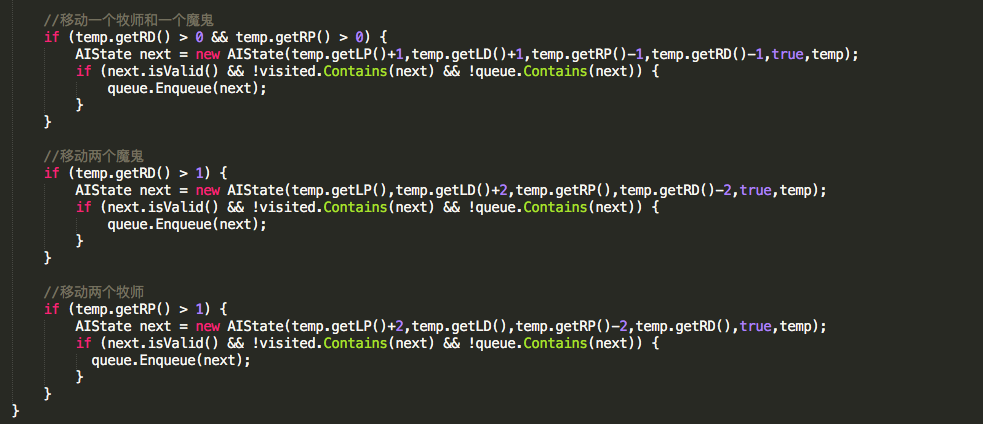 //移动一个牧师和一个魔鬼
if (temp.getRD() > 0 && temp.getRP() > 0) {
AIState next = new AIState(temp.getLP()+1,temp.getLD()+1,temp.getRP()-1,temp.getRD()-1,true,temp);
if (next.isValid() && !visited.Contains(next) && !queue.Contains(next)) {
queue.Enqueue(next);
}
}
//移动两个魔鬼
if (temp.getRD() > 1) {
AIState next = new AIState(temp.getLP(),temp.getLD()+2,temp.getRP(),temp.getRD()-2,true,temp);
if (next.isValid() && !visited.Contains(next) && !queue.Contains(next)) {
queue.Enqueue(next);
}
}
//移动两个牧师
if (temp.getRP() > 1) {
AIState next = new AIState(temp.getLP()+2,temp.getLD(),temp.getRP()-2,temp.getRD(),true,temp);
if (next.isValid() && !visited.Contains(next) && !queue.Contains(next)) {
queue.Enqueue(next);
}
}
}